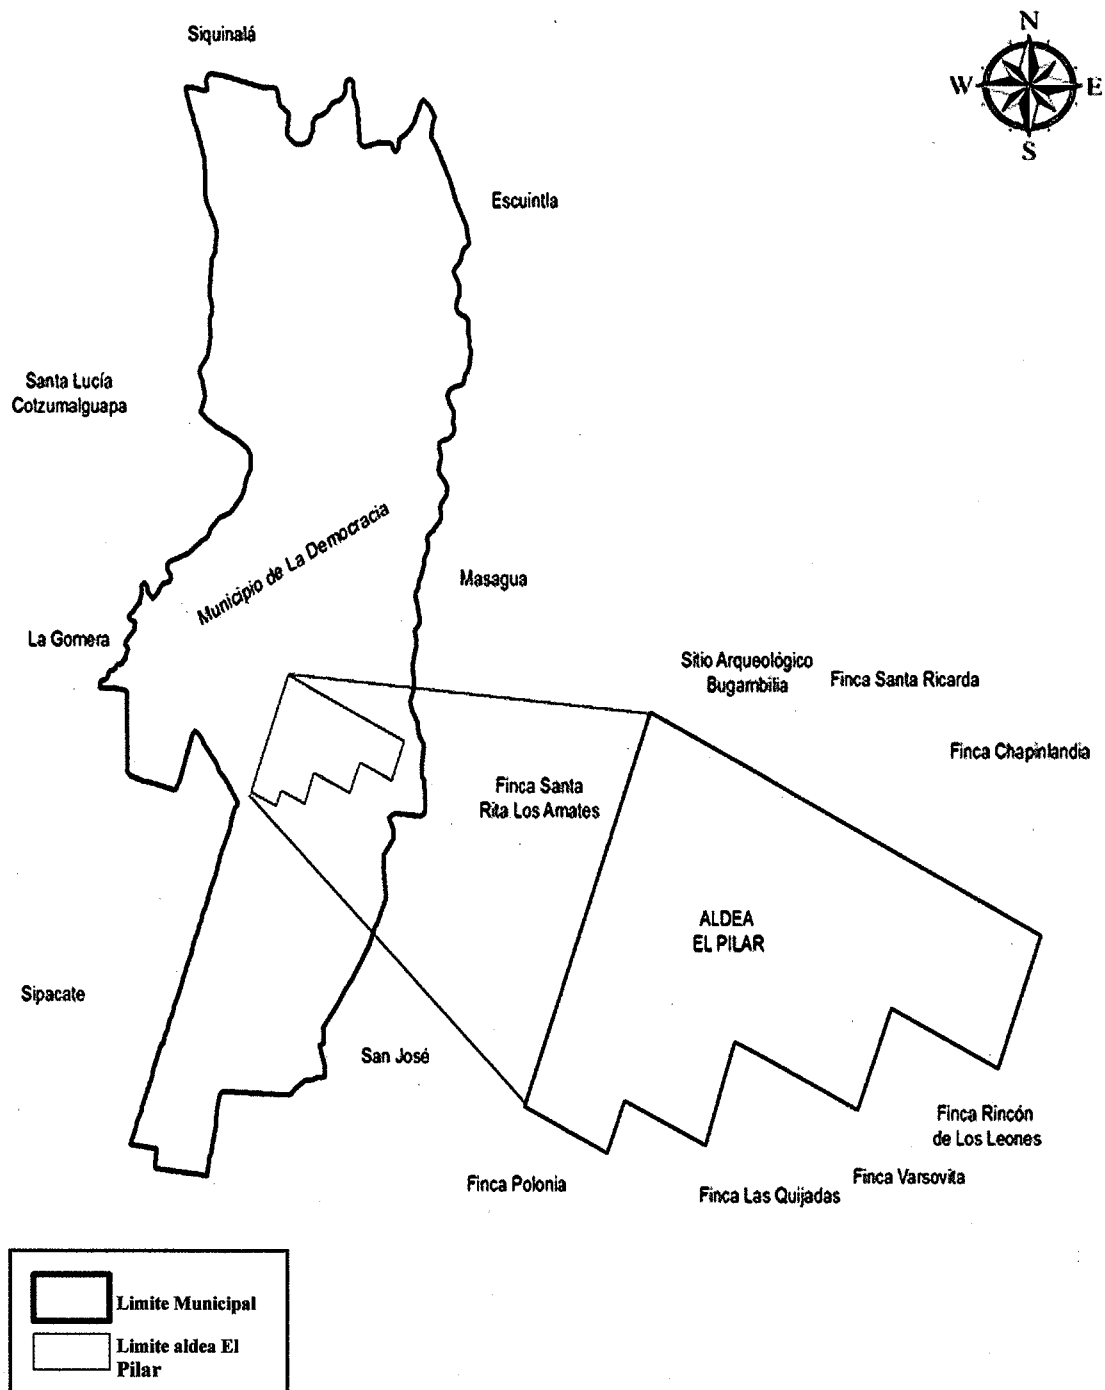 Siquinalá
N
W
E
S
Escuintla
Santa Lucía
Cotzumalguapa
Municipio de La Democracia
Masagua
La Gomera
Sitio Arqueológico
Bugambilia
Finca Santa Ricarda
Finca Chapinlandia
Finca Santa
Rita Los Amates
ALDEA
EL PILAR
Sipacate
San José
Finca Rincón
de Los Leones
Finca Polonia
Finca Las Quijadas
Finca Varsovita
Limite Municipal
Limite aldea El
Pilar